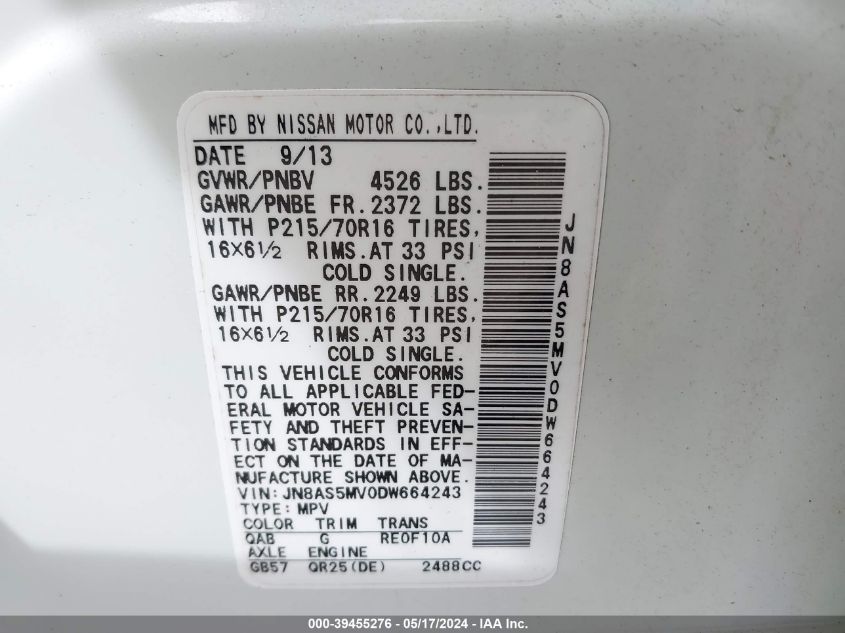 MFD BY NISSAN MOTOR CO.,LTD.
DATE 9/13
GVWR/PNBV 4526 LBS.
GAWR/PNBE FR. 2372 LBS.
WITH P215/70R16 TIRES,
16X6½ RIMS. AT 33 PSI
COLD SINGLE.
GAWR/PNBE RR. 2249 LBS.
WITH P215/70R16 TIRES,
16X6½ RIMS. AT 33 PSI
COLD SINGLE.
THIS VEHICLE CONFORMS
TO ALL APPLICABLE FED-
ERAL MOTOR VEHICLE SA-
FETY AND THEFT PREVEN-
TION STANDARDS IN EFF-
ECT ON THE DATE OF MA-
NUFACTURE SHOWN ABOVE.
VIN: JN8AS5MV0DW664243
TYPE: MPV
COLOR TRIM TRANS
QAB G RE0F10A
AXLE ENGINE
GB57 QR25(DE) 2488CC
JN8AS5MV0DW664243
000-39455276 - 05/17/2024 - IAA Inc.